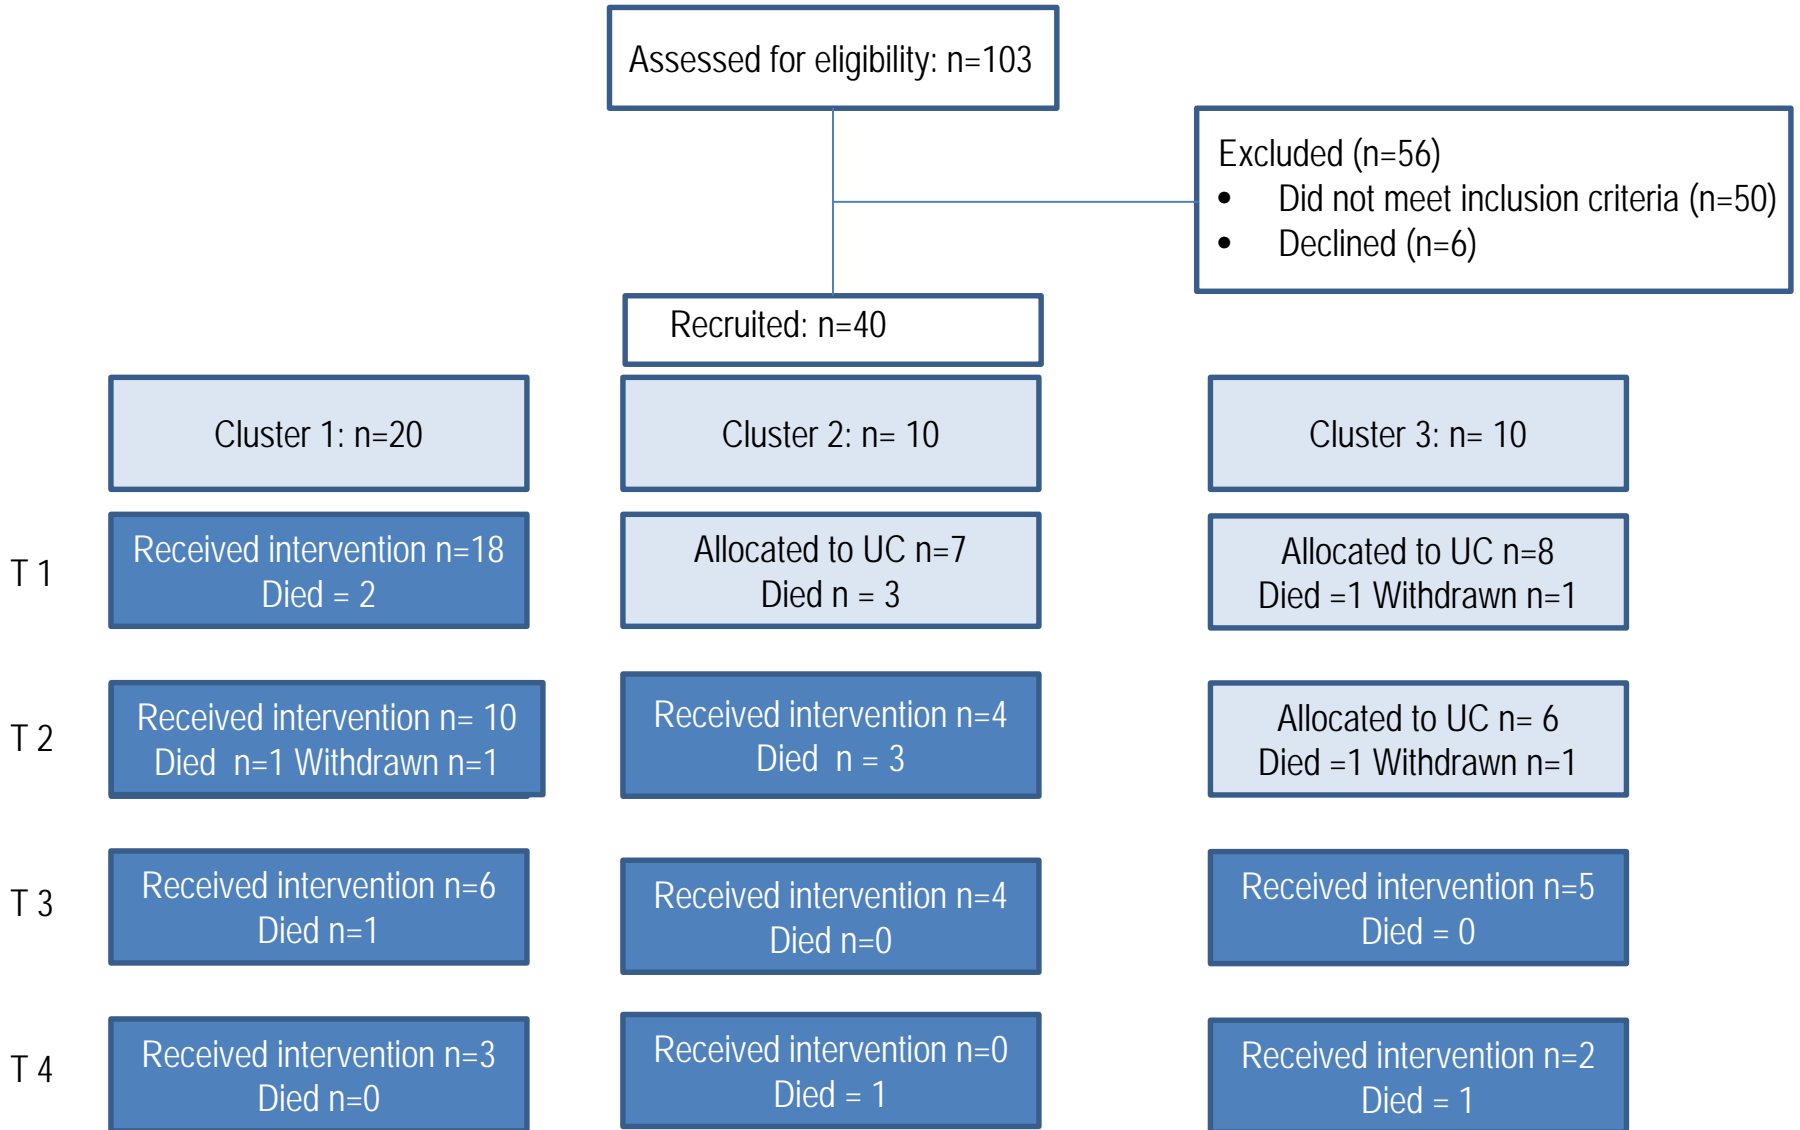 Assessed for eligibility: n=103
Excluded (n=56)
• Did not meet inclusion criteria (n=50)
• Declined (n=6)
Recruited: n=40
Cluster 1: n=20
Cluster 2: n= 10
Cluster 3: n= 10
T 1
Received intervention n=18
Died = 2
Allocated to UC n=7
Died n = 3
Allocated to UC n=8
Died =1 Withdrawn n=1
T 2
Received intervention n= 10
Died n=1 Withdrawn n=1
Received intervention n=4
Died n = 3
Allocated to UC n= 6
Died =1 Withdrawn n=1
T 3
Received intervention n=6
Died n=1
Received intervention n=4
Died n=0
Received intervention n=5
Died = 0
T 4
Received intervention n=3
Died n=0
Received intervention n=0
Died = 1
Received intervention n=2
Died = 1